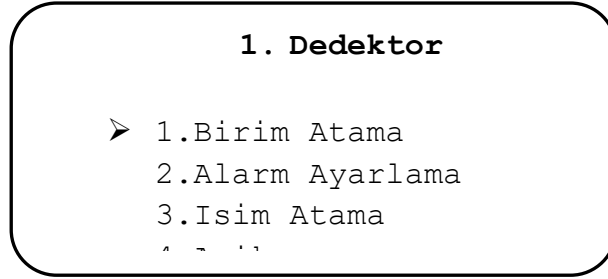 1. Dedektor
➢ 1.Birim Atama
2.Alarm Ayarlama
3.Isim Atama